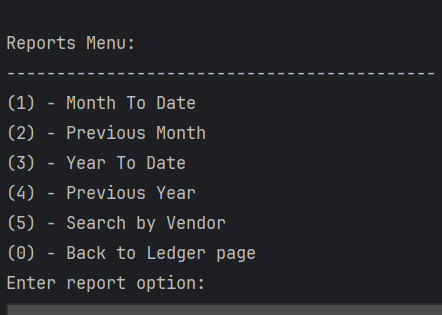 Reports Menu:
-------------------------------------------
(1) - Month To Date
(2) - Previous Month
(3) - Year To Date
(4) - Previous Year
(5) - Search by Vendor
(0) - Back to Ledger page
Enter report option: